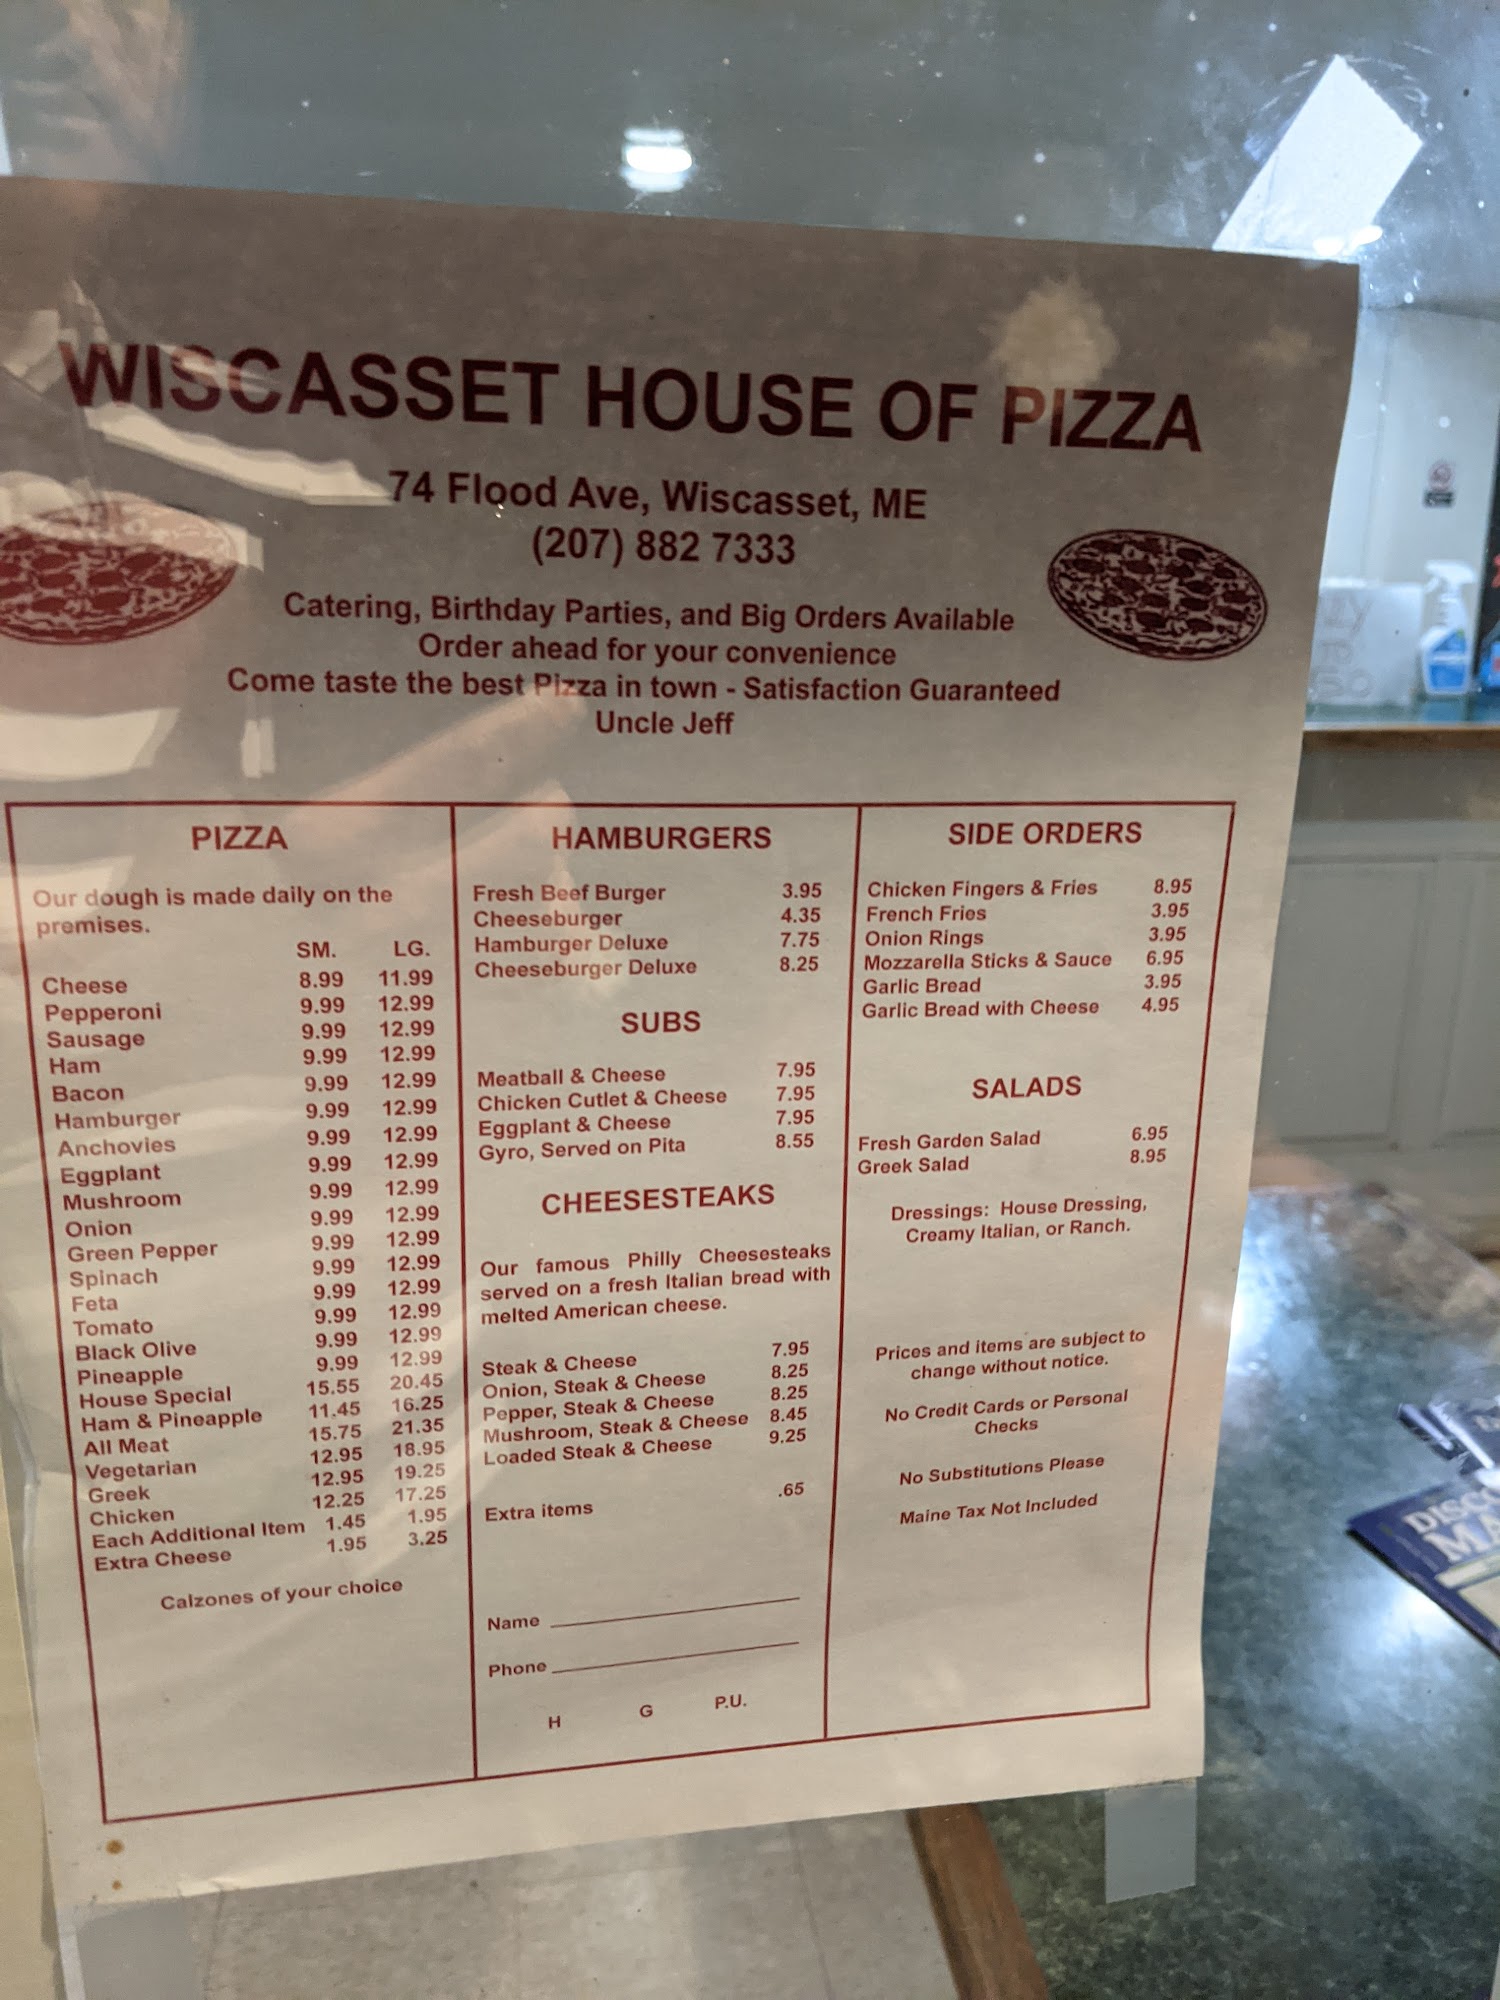 WISCASSET HOUSE OF PIZZA
74 Flood Ave, Wiscasset, ME
(207) 882 7333
Catering, Birthday Parties, and Big Orders Available
Order ahead for your convenience
Come taste the best Pizza in town - Satisfaction Guaranteed
Uncle Jeff
PIZZA
Our dough is made daily on the
premises.
SM. LG.
Cheese 8.99 11.99
Pepperoni 9.99 12.99
Sausage 9.99 12.99
Ham 9.99 12.99
Bacon 9.99 12.99
Hamburger 9.99 12.99
Anchovies 9.99 12.99
Eggplant 9.99 12.99
Mushroom 9.99 12.99
Onion 9.99 12.99
Green Pepper 9.99 12.99
Spinach 9.99 12.99
Feta 9.99 12.99
Tomato 9.99 12.99
Black Olive 9.99 12.99
Pineapple 9.99 12.99
House Special 15.55 20.45
Ham & Pineapple 11.45 16.25
All Meat 15.75 21.35
Vegetarian 12.95 18.95
Greek 12.95 19.25
Chicken 12.25 17.25
Each Additional Item 1.45 1.95
Extra Cheese 1.95 3.25
Calzones of your choice
HAMBURGERS
Fresh Beef Burger 3.95
Cheeseburger 4.35
Hamburger Deluxe 7.75
Cheeseburger Deluxe 8.25
SUBS
Meatball & Cheese 7.95
Chicken Cutlet & Cheese 7.95
Eggplant & Cheese 7.95
Gyro, Served on Pita 8.55
CHEESESTEAKS
Our famous Philly Cheesesteaks
served on a fresh Italian bread with
melted American cheese.
Steak & Cheese 7.95
Onion, Steak & Cheese 8.25
Pepper, Steak & Cheese 8.25
Mushroom, Steak & Cheese 8.45
Loaded Steak & Cheese 9.25
Extra items .65
Name
Phone
H G P.U.
SIDE ORDERS
Chicken Fingers & Fries 8.95
French Fries 3.95
Onion Rings 3.95
Mozzarella Sticks & Sauce 6.95
Garlic Bread 3.95
Garlic Bread with Cheese 4.95
SALADS
Fresh Garden Salad 6.95
Greek Salad 8.95
Dressings: House Dressing,
Creamy Italian, or Ranch.
Prices and items are subject to
change without notice.
No Credit Cards or Personal
Checks
No Substitutions Please
Maine Tax Not Included